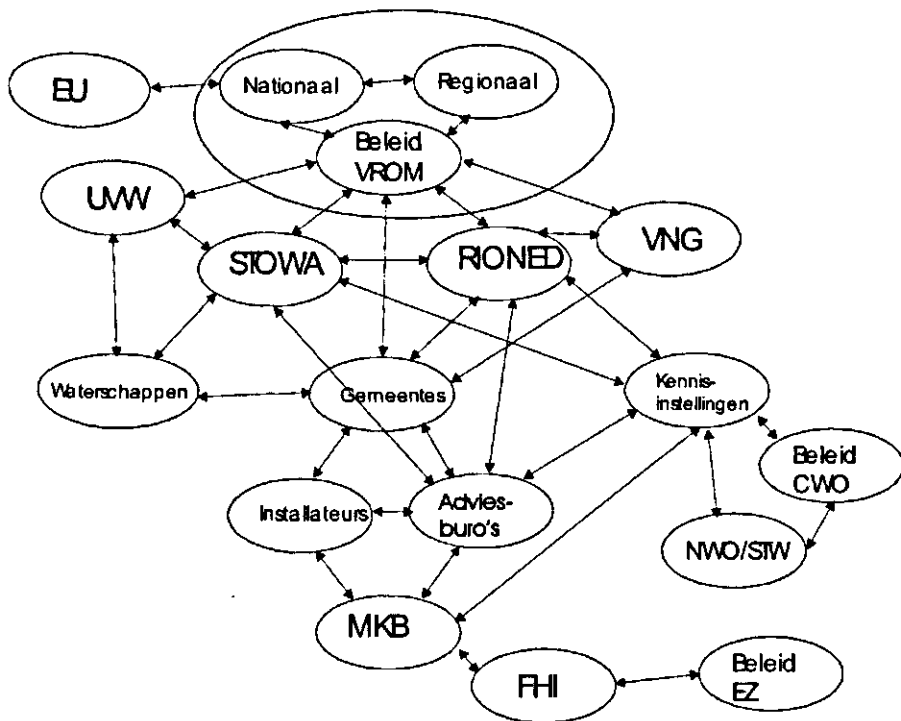 EU
Nationaal
Regionaal
Beleid
VROM
UVW
STOWA
RIONED
VNG
Waterschappen
Gemeentes
Kennis-
instellingen
Beleid
CWO
Installateurs
Advies-
buro's
NWO/STW
MKB
FHI
Beleid
EZ